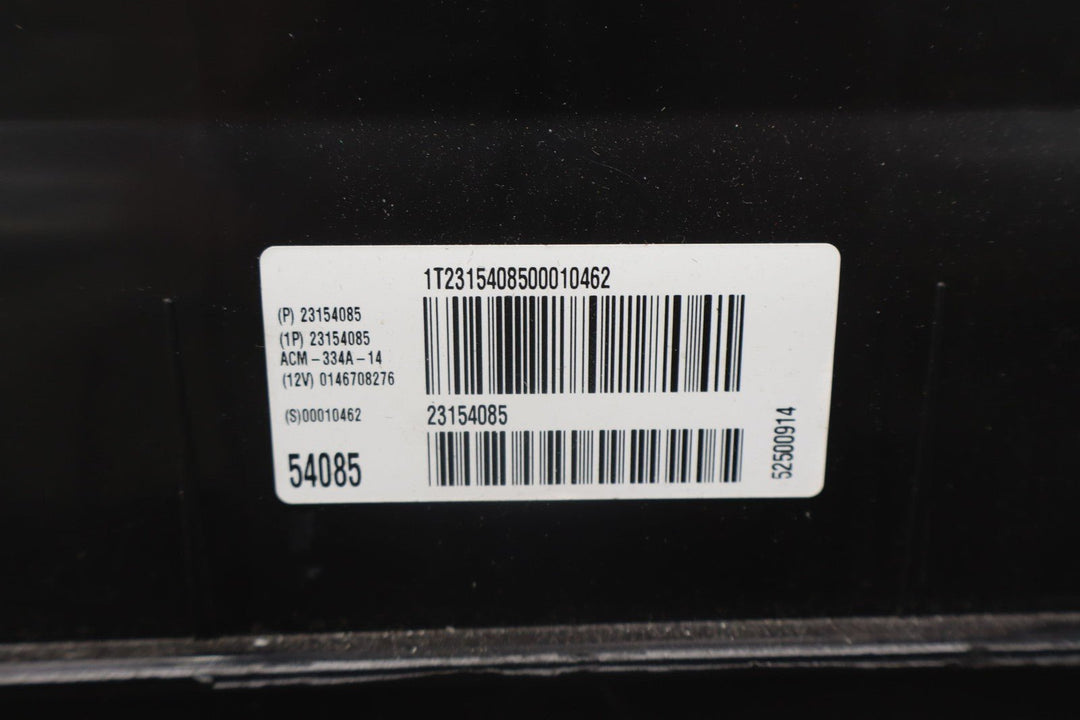 1T2315408500010462
(P) 23154085
(1P) 23154085
ACM-334A-14
(12V) 0146708276
(S)00010462
23154085
54085
52500914